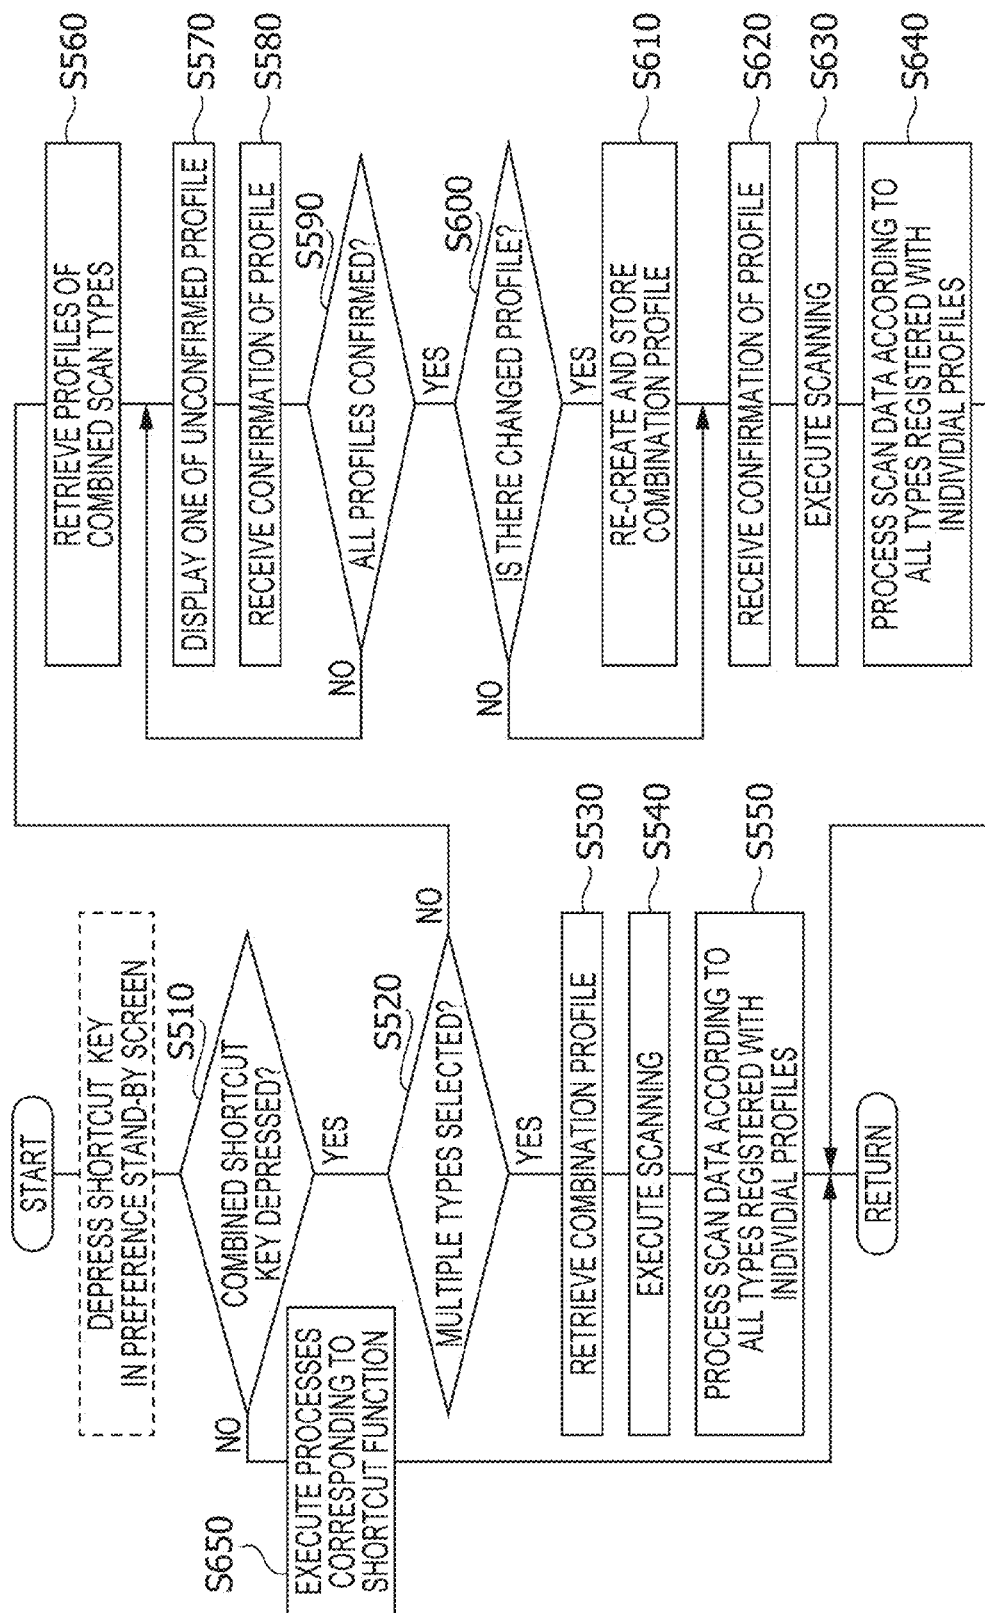 START
DEPRESS SHORTCUT KEY
IN PREFERENCE STAND-BY SCREEN
S510
COMBINED SHORTCUT
KEY DEPRESSED?
NO
YES
S650
EXECUTE PROCESSES
CORRESPONDING TO
SHORTCUT FUNCTION
S520
MULTIPLE TYPES SELECTED?
NO
YES
RETRIEVE COMBINATION PROFILE
S530
EXECUTE SCANNING
S540
PROCESS SCAN DATA ACCORDING TO
ALL TYPES REGISTERED WITH
INIDIVIDIAL PROFILES
S550
RETURN
RETRIEVE PROFILES OF
COMBINED SCAN TYPES
S560
DISPLAY ONE OF UNCONFIRMED PROFILE
S570
RECEIVE CONFIRMATION OF PROFILE
S580
S590
ALL PROFILES CONFIRMED?
NO
YES
S600
IS THERE CHANGED PROFILE?
NO
YES
RE-CREATE AND STORE
COMBINATION PROFILE
S610
RECEIVE CONFIRMATION OF PROFILE
S620
EXECUTE SCANNING
S630
PROCESS SCAN DATA ACCORDING TO
ALL TYPES REGISTERED WITH
INIDIVIDIAL PROFILES
S640